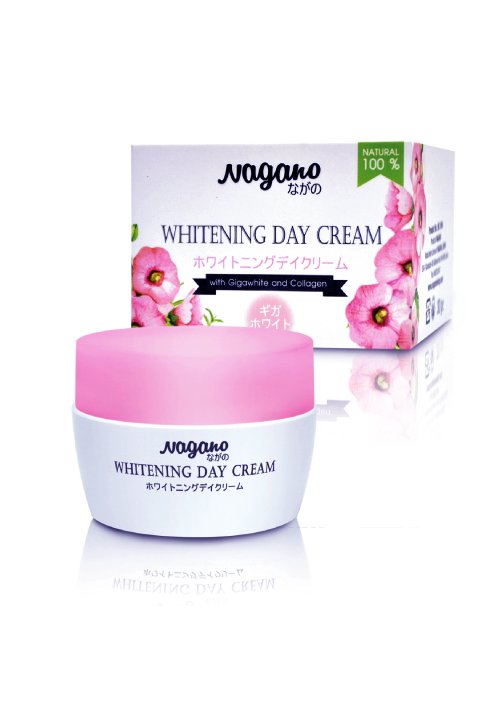 Nagano
ながの
WHITENING DAY CREAM
ホワイトニングデイクリーム
with Gigawhite and Collagen
ギガ
ホワイト
NATURAL
100 %
Nagano
ながの
WHITENING DAY CREAM
ホワイトニングデイクリーム